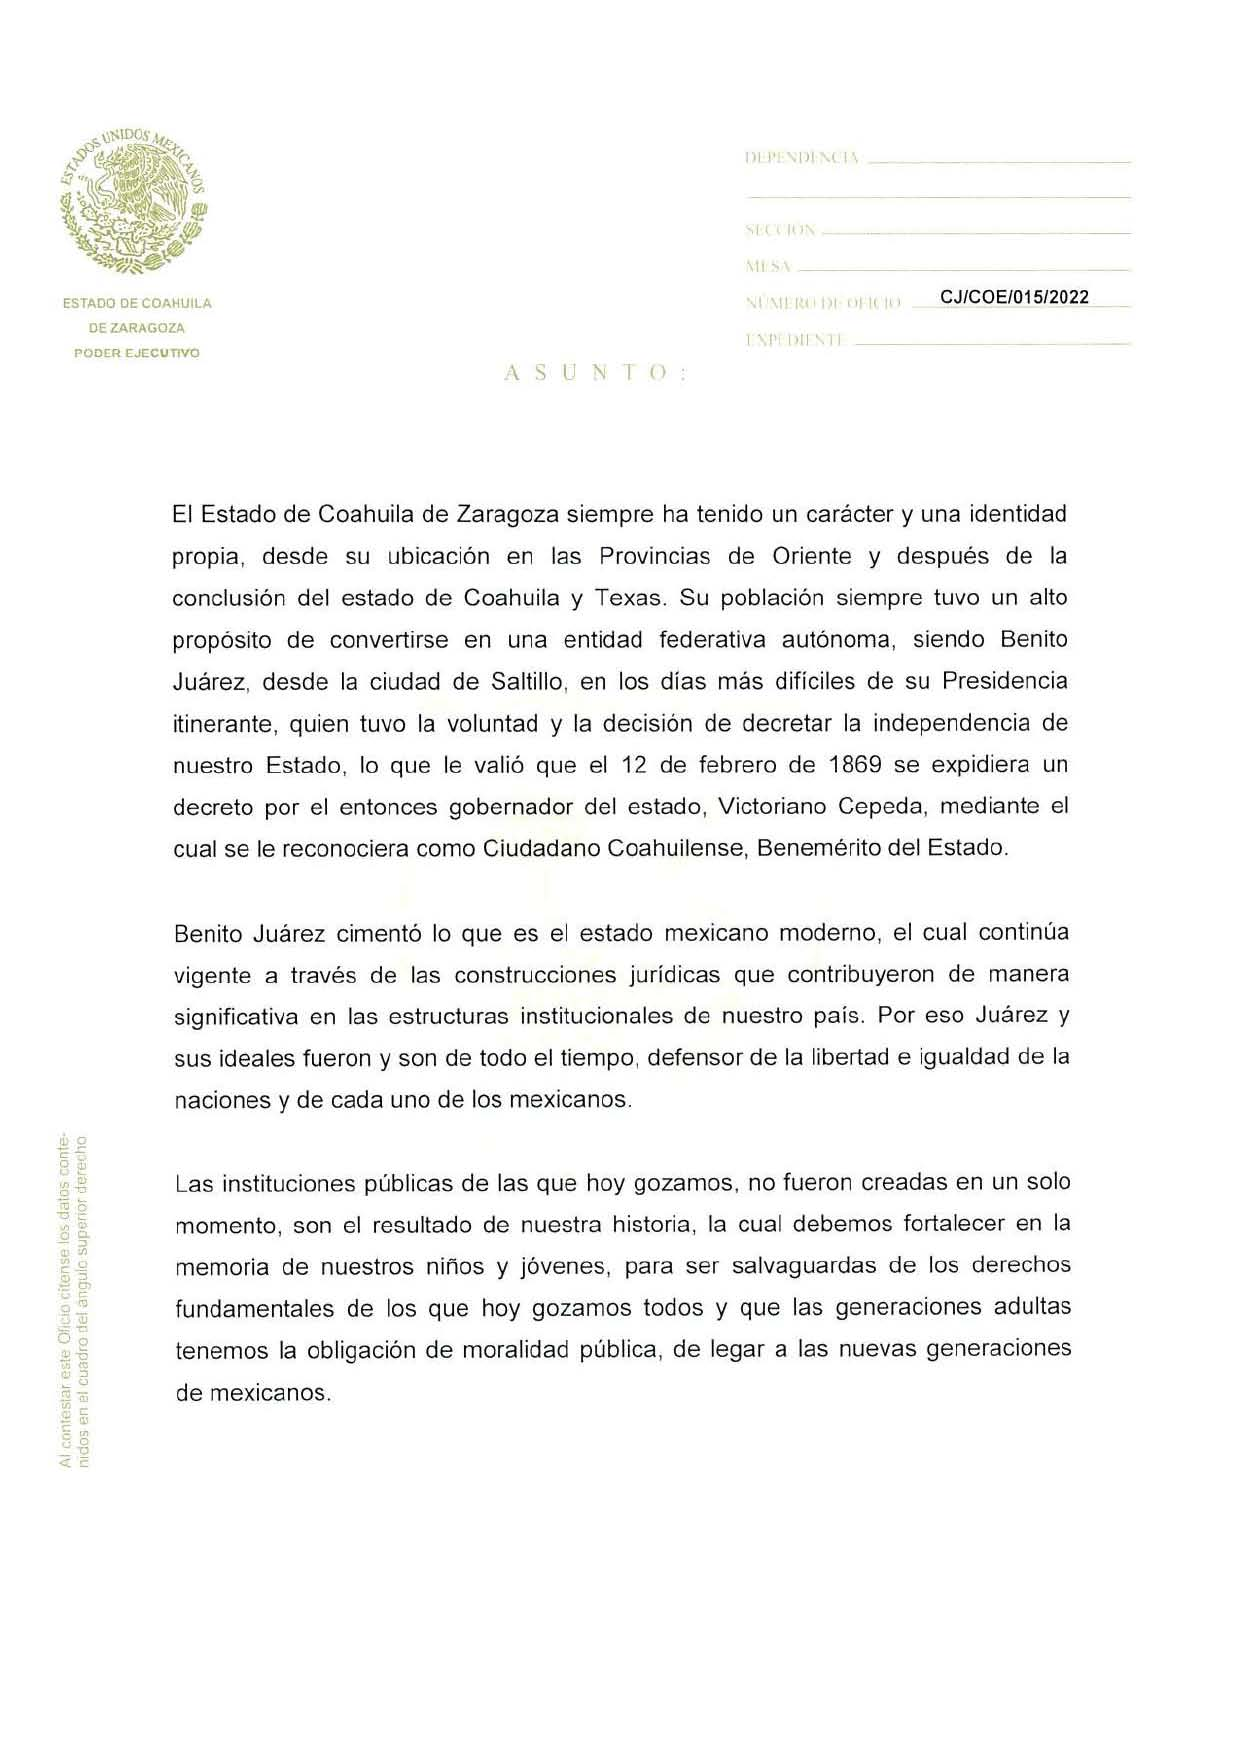 ESTADOS UNIDOS MEXICANOS
ESTADO DE COAHUILA
DE ZARAGOZA
PODER EJECUTIVO
DEPENDENCIA
SECCIÓN
MESA
NÚMERO DE OFICIO CJ/COE/015/2022
EXPEDIENTE
ASUNTO:
El Estado de Coahuila de Zaragoza siempre ha tenido un carácter y una identidad
propia, desde su ubicación en las Provincias de Oriente y después de la
conclusión del estado de Coahuila y Texas. Su población siempre tuvo un alto
propósito de convertirse en una entidad federativa autónoma, siendo Benito
Juárez, desde la ciudad de Saltillo, en los días más difíciles de su Presidencia
itinerante, quien tuvo la voluntad y la decisión de decretar la independencia de
nuestro Estado, lo que le valió que el 12 de febrero de 1869 se expidiera un
decreto por el entonces gobernador del estado, Victoriano Cepeda, mediante el
cual se le reconociera como Ciudadano Coahuilense, Benemérito del Estado.
Benito Juárez cimentó lo que es el estado mexicano moderno, el cual continúa
vigente a través de las construcciones jurídicas que contribuyeron de manera
significativa en las estructuras institucionales de nuestro país. Por eso Juárez y
sus ideales fueron y son de todo el tiempo, defensor de la libertad e igualdad de la
naciones y de cada uno de los mexicanos.
Las instituciones públicas de las que hoy gozamos, no fueron creadas en un solo
momento, son el resultado de nuestra historia, la cual debemos fortalecer en la
memoria de nuestros niños y jóvenes, para ser salvaguardas de los derechos
fundamentales de los que hoy gozamos todos y que las generaciones adultas
tenemos la obligación de moralidad pública, de legar a las nuevas generaciones
de mexicanos.
Al contestar este Oficio cítense los datos conte-
nidos en el cuadro del ángulo superior derecho